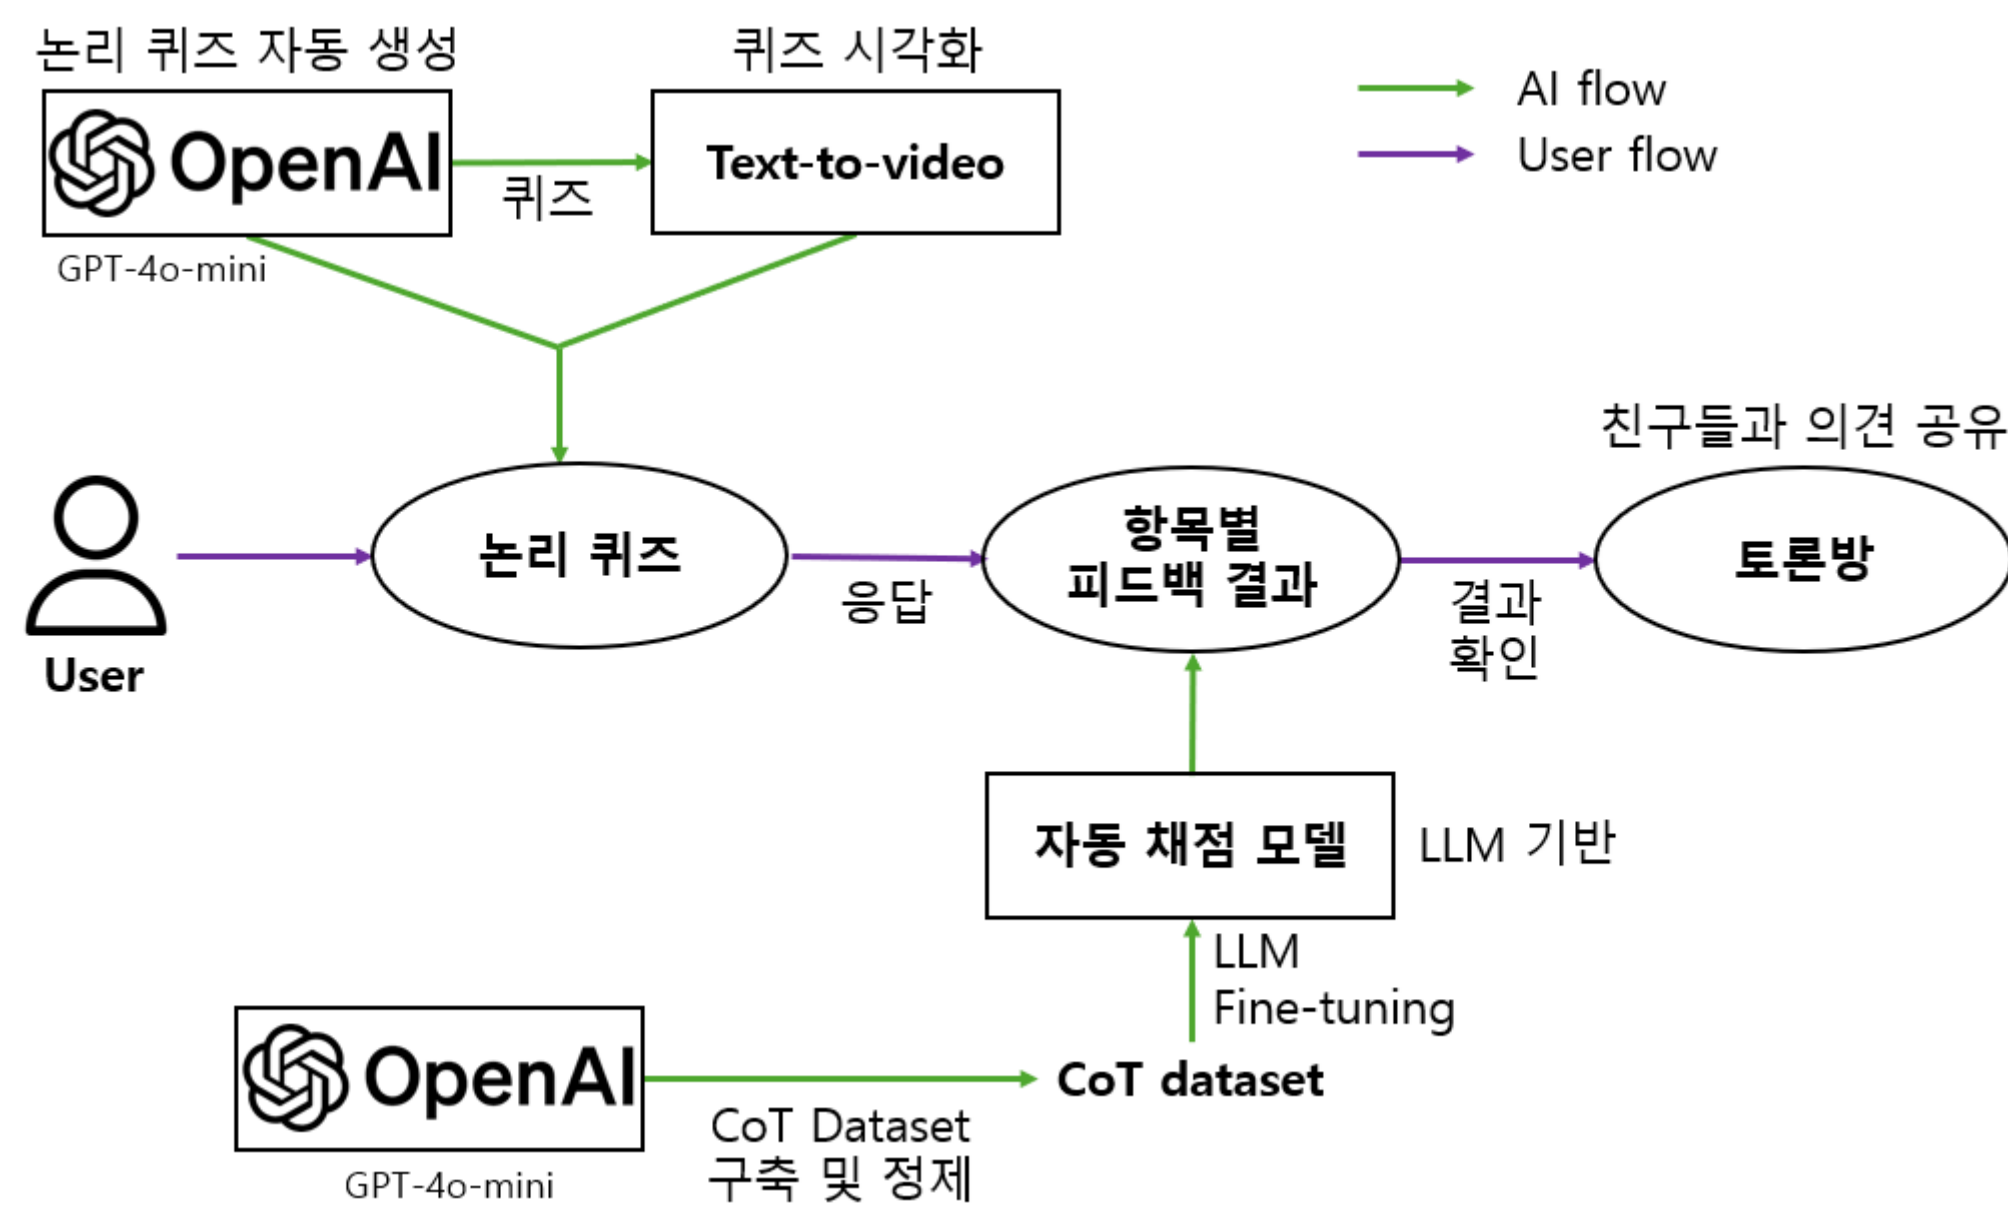 논리 퀴즈 자동 생성
퀴즈 시각화
OpenAI
퀴즈
Text-to-video
GPT-4o-mini
AI flow
User flow
친구들과 의견 공유
User
논리 퀴즈
응답
항목별
피드백 결과
결과
확인
토론방
자동 채점 모델
LLM 기반
LLM
Fine-tuning
OpenAI
GPT-4o-mini
CoT Dataset
구축 및 정제
CoT dataset